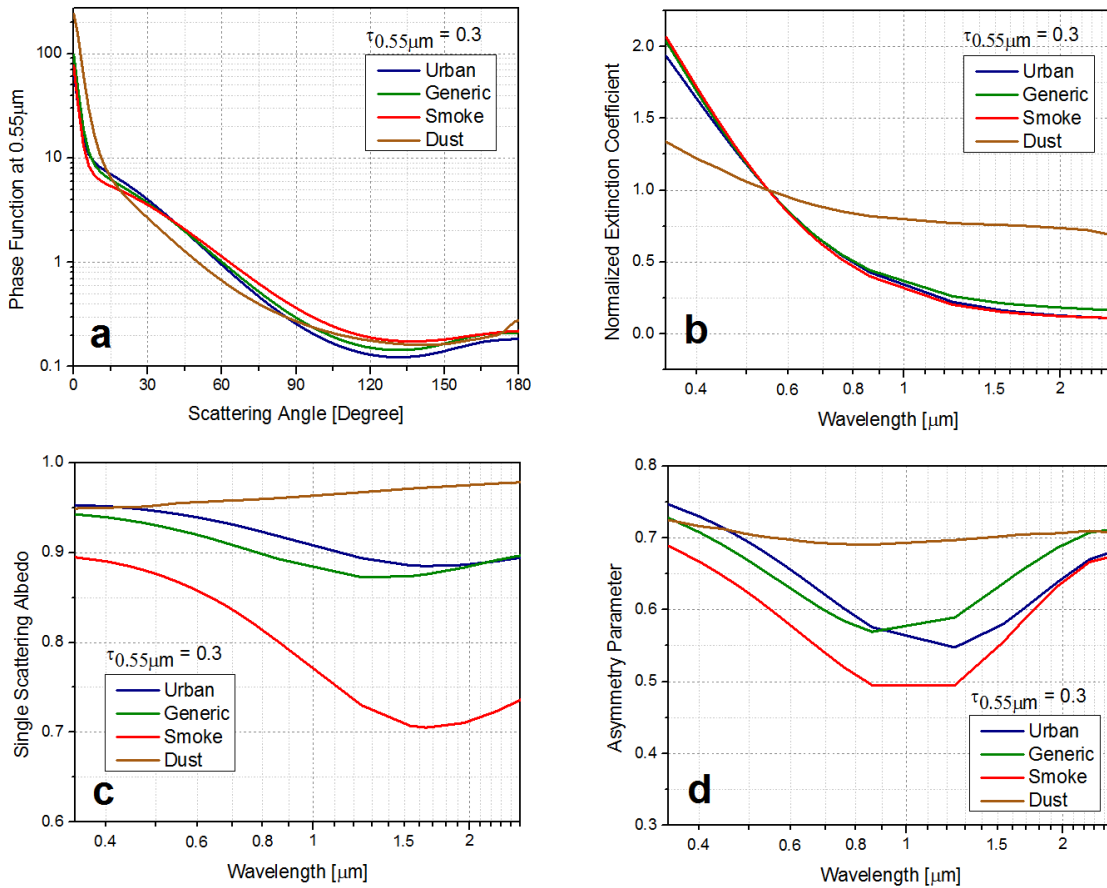 Phase Function at 0.55μm
100
10
1
0.1
τ0.55μm = 0.3
Urban
Generic
Smoke
Dust
a
0 30 60 90 120 150 180
Scattering Angle [Degree]
Normalized Extinction Coefficient
2.0
1.5
1.0
0.5
0.0
τ0.55μm = 0.3
Urban
Generic
Smoke
Dust
b
0.4 0.6 0.8 1 1.5 2
Wavelength [μm]
Single Scattering Albedo
1.0
0.9
0.8
0.7
0.6
τ0.55μm = 0.3
Urban
Generic
Smoke
Dust
c
0.4 0.6 0.8 1 1.5 2
Wavelength [μm]
Asymmetry Parameter
0.8
0.7
0.6
0.5
0.4
0.3
τ0.55μm = 0.3
Urban
Generic
Smoke
Dust
d
0.4 0.6 0.8 1 1.5 2
Wavelength [μm]